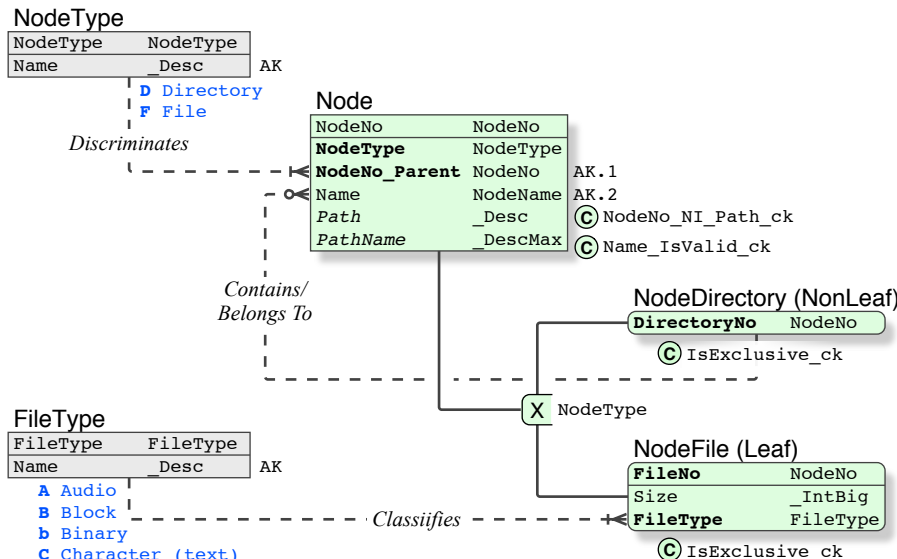 NodeType
NodeType NodeType
Name _Desc AK
D Directory
F File
Discriminates
Node
NodeNo NodeNo
NodeType NodeType
NodeNo_Parent NodeNo AK.1
Name NodeName AK.2
Path _Desc C NodeNo_NI_Path_ck
PathName _DescMax C Name_IsValid_ck
Contains/
Belongs To
NodeDirectory (NonLeaf)
DirectoryNo NodeNo
C IsExclusive_ck
X NodeType
FileType
FileType FileType
Name _Desc AK
A Audio
B Block
b Binary
C Character (text)
Classiifies
NodeFile (Leaf)
FileNo NodeNo
Size _IntBig
FileType FileType
C IsExclusive_ck